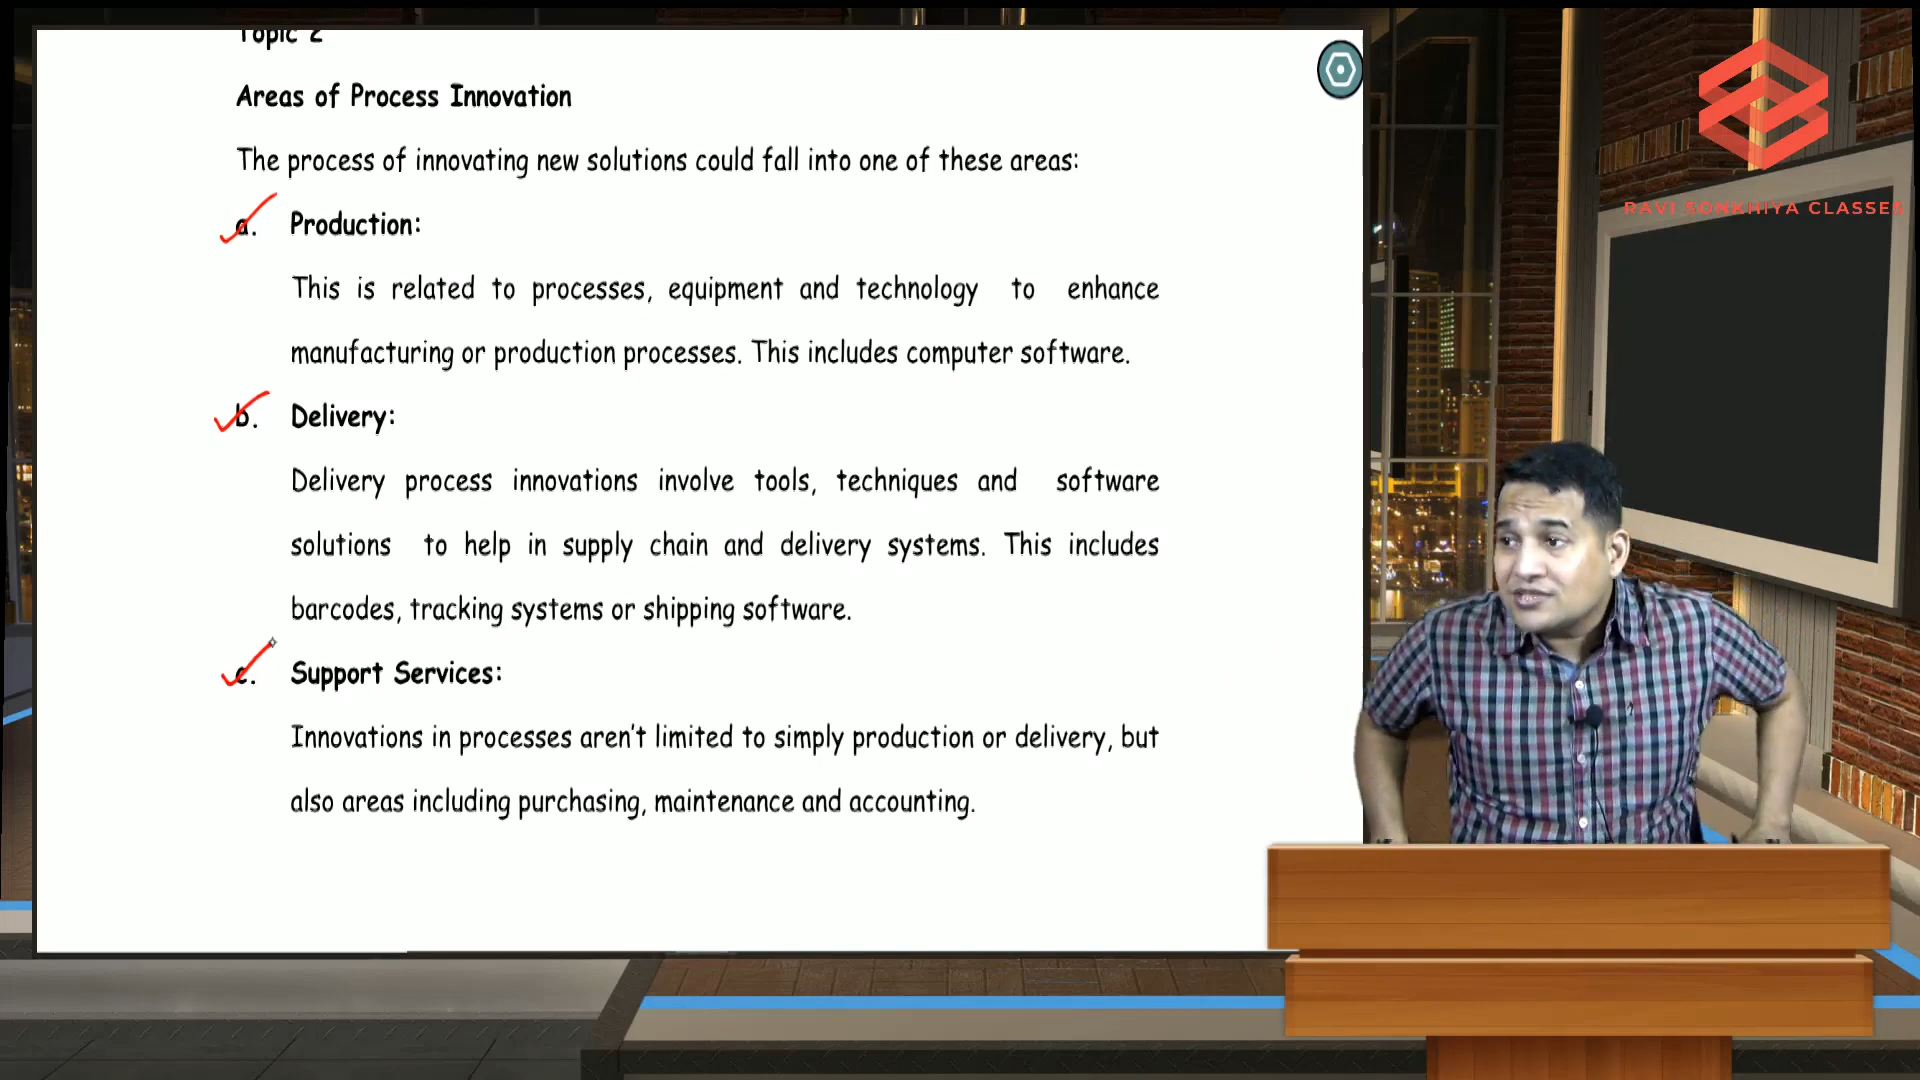 Topic 2
Areas of Process Innovation
The process of innovating new solutions could fall into one of these areas:
a. Production:
This is related to processes, equipment and technology to enhance
manufacturing or production processes. This includes computer software.
b. Delivery:
Delivery process innovations involve tools, techniques and software
solutions to help in supply chain and delivery systems. This includes
barcodes, tracking systems or shipping software.
c. Support Services:
Innovations in processes aren't limited to simply production or delivery, but
also areas including purchasing, maintenance and accounting.
RAVI SONKHIYA CLASSES